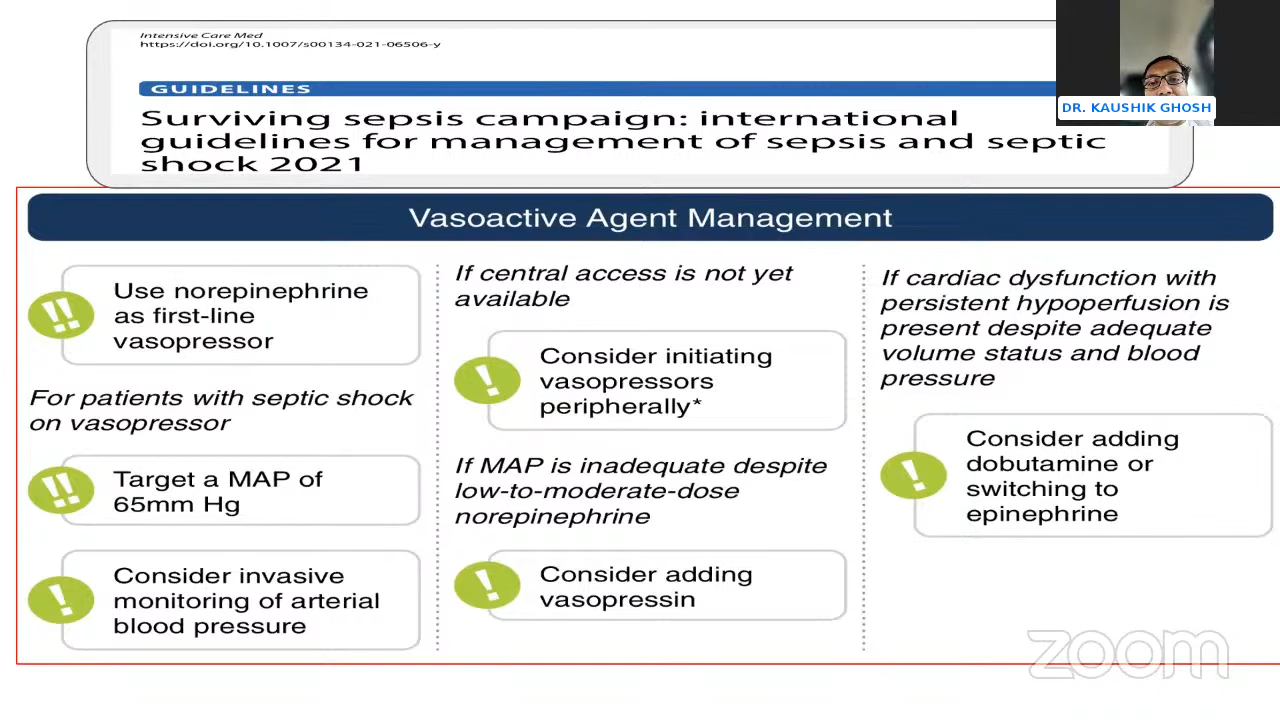 Intensive Care Med
https://doi.org/10.1007/s00134-021-06506-y
GUIDELINES
Surviving sepsis campaign: international
guidelines for management of sepsis and septic
shock 2021
DR. KAUSHIK GHOSH
Vasoactive Agent Management
!! Use norepinephrine
as first-line
vasopressor
For patients with septic shock
on vasopressor
!! Target a MAP of
65mm Hg
! Consider invasive
monitoring of arterial
blood pressure
If central access is not yet
available
! Consider initiating
vasopressors
peripherally*
If MAP is inadequate despite
low-to-moderate-dose
norepinephrine
! Consider adding
vasopressin
If cardiac dysfunction with
persistent hypoperfusion is
present despite adequate
volume status and blood
pressure
! Consider adding
dobutamine or
switching to
epinephrine
zoom